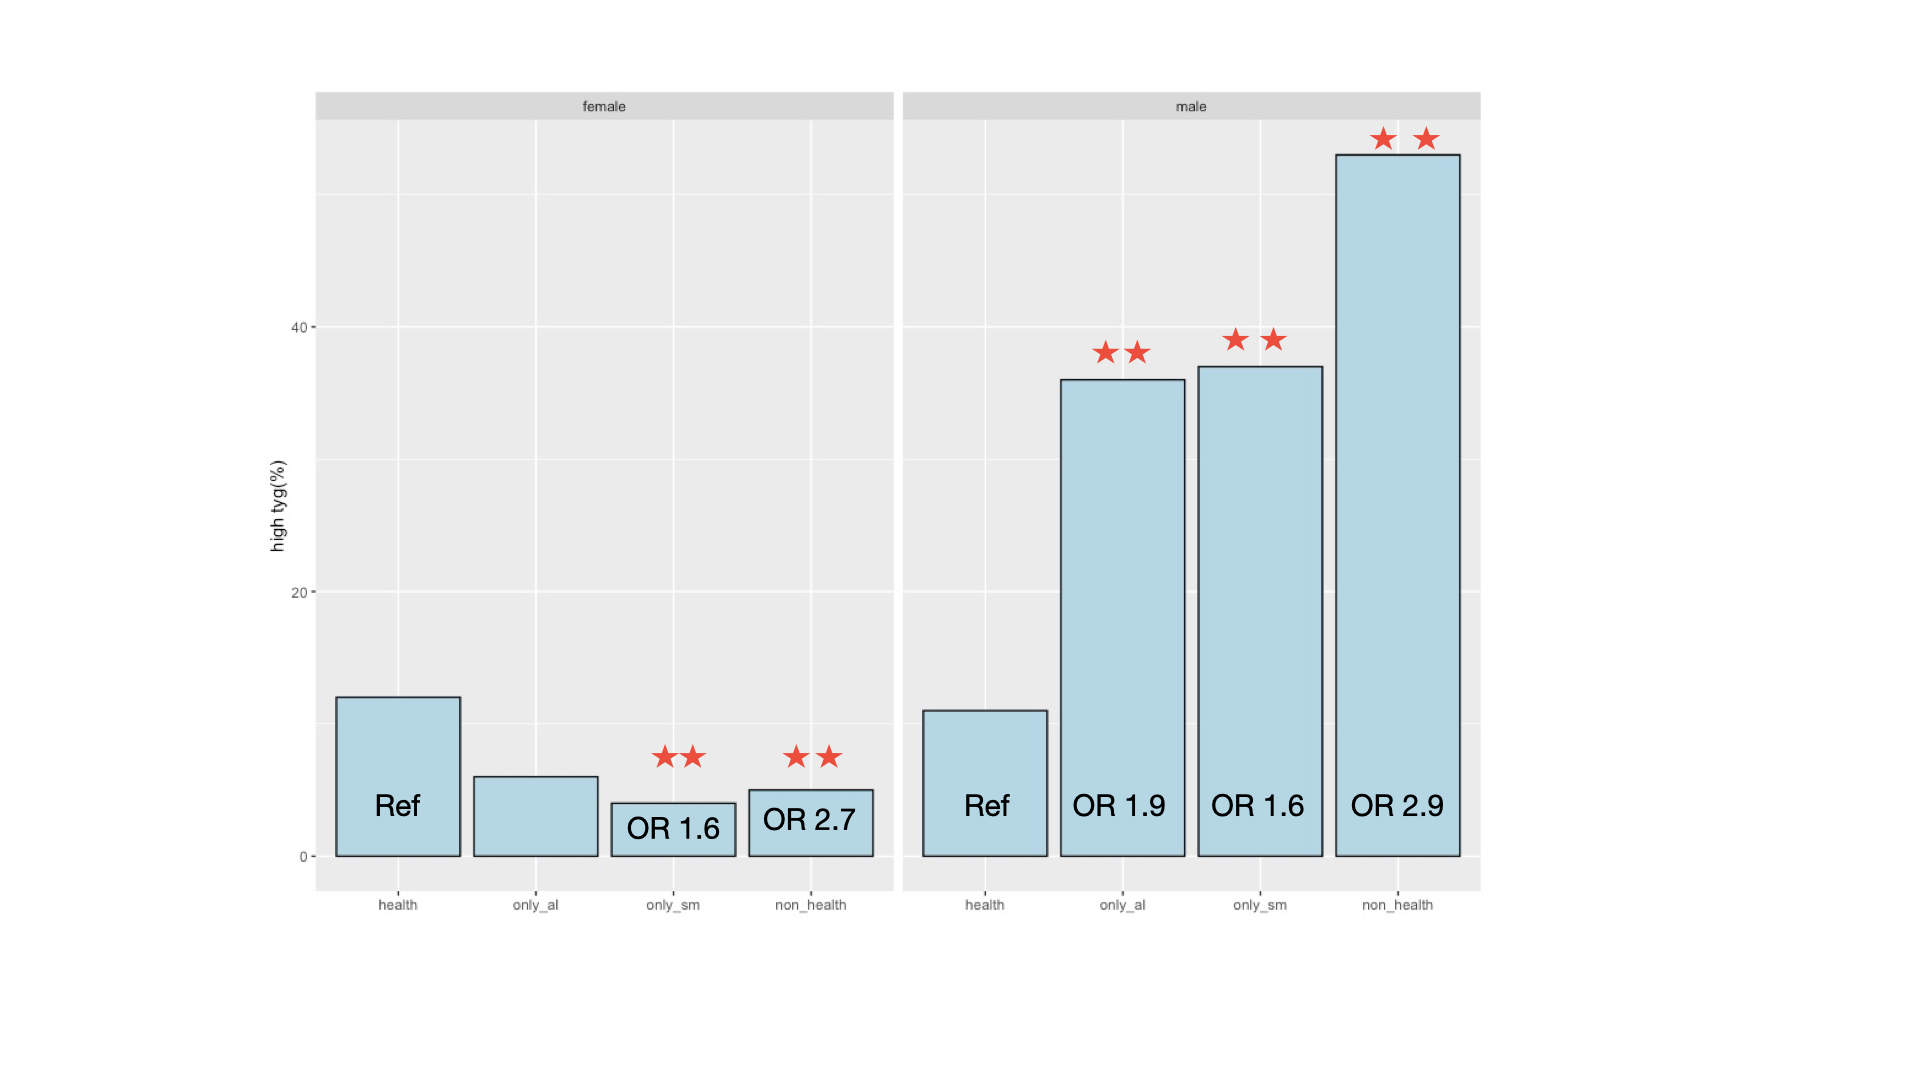 female
male
high tyg(%)
40
20
0
Ref
OR 1.6
OR 2.7
Ref
OR 1.9
OR 1.6
OR 2.9
health
only_al
only_sm
non_health
health
only_al
only_sm
non_health